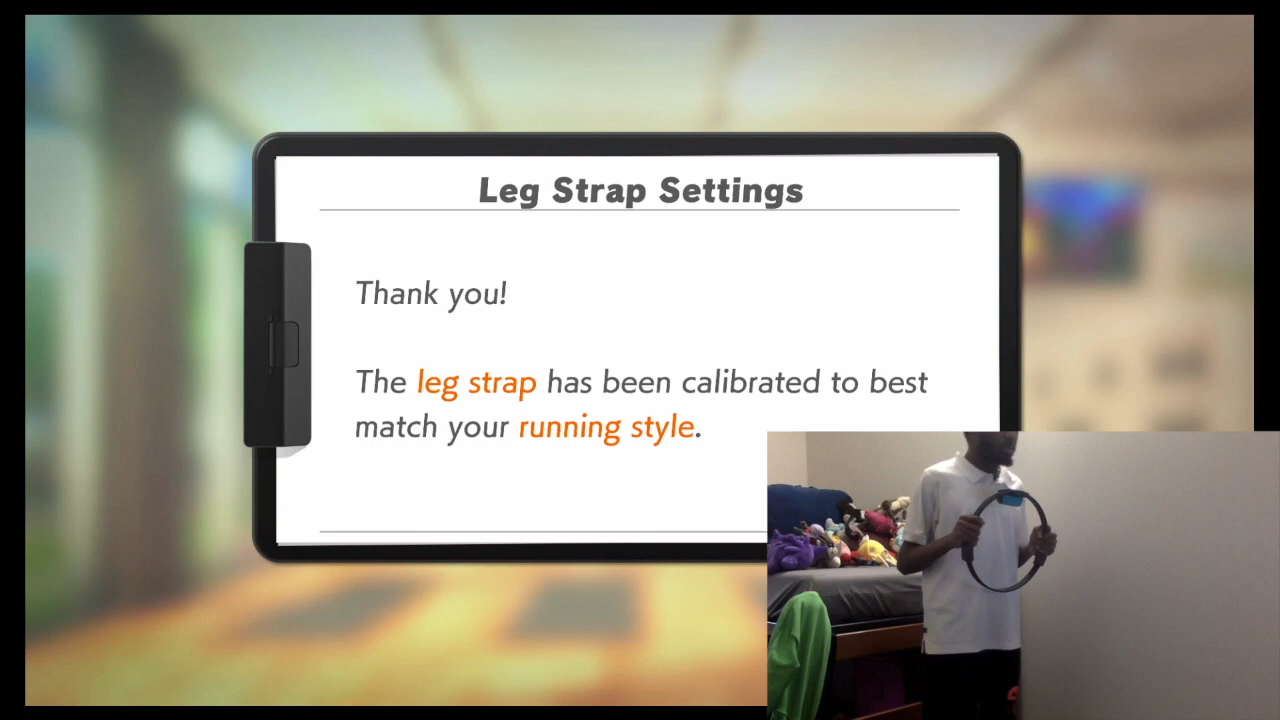 Leg Strap Settings
Thank you!
The leg strap has been calibrated to best
match your running style.